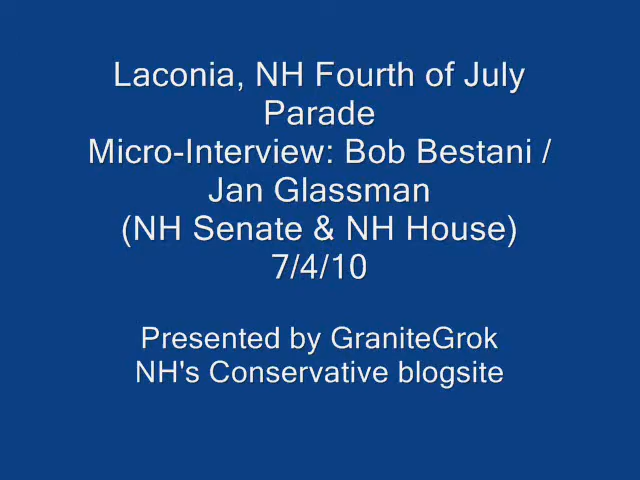 Laconia, NH Fourth of July
Parade
Micro-Interview: Bob Bestani /
Jan Glassman
(NH Senate & NH House)
7/4/10
Presented by GraniteGrok
NH's Conservative blogsite